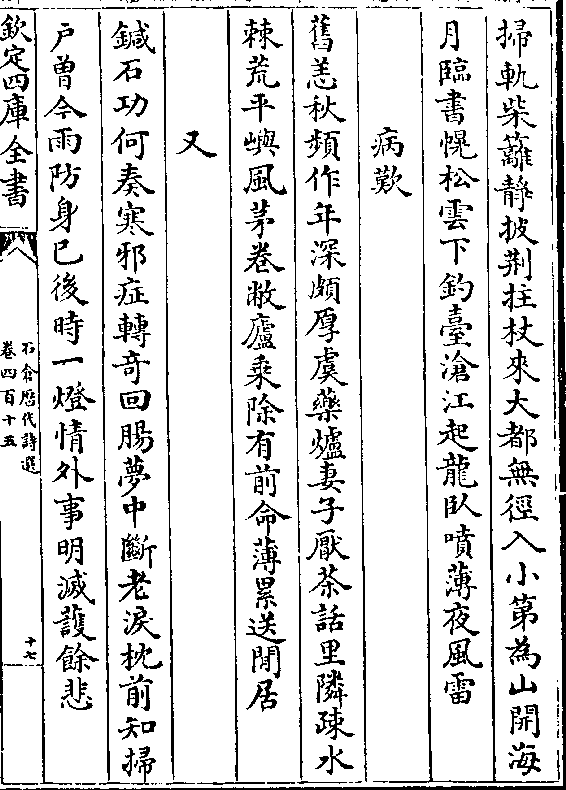 掃軌柴籬靜披荆拄杖來大都無徑入小第為山開海
月臨書幌松雲下釣臺滄江起龍臥噴薄夜風雷
病歎
舊恙秋頻作年深頗厚虞藥爐妻子厭茶話里隣疎水
棘荒平嶼風茅卷敝廬乘除有前命薄累送閒居
又
鍼石功何奏寒邪症轉奇回腸夢中斷老淚枕前知掃
戸曽今雨防身已後時一燈情外事明滅護餘悲
欽定四庫全書
石倉歴代詩選
卷四百十五
十七